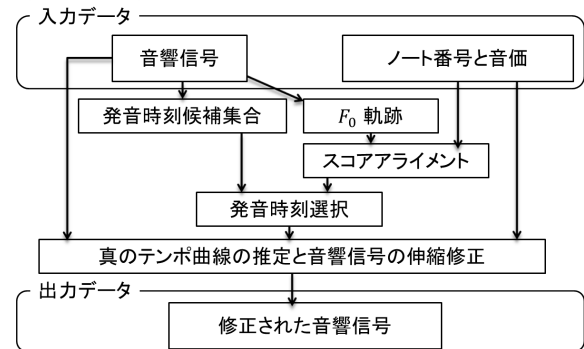 入力データ
音響信号
ノート番号と音価
発音時刻候補集合
F₀ 軌跡
スコアアライメント
発音時刻選択
真のテンポ曲線の推定と音響信号の伸縮修正
出力データ
修正された音響信号